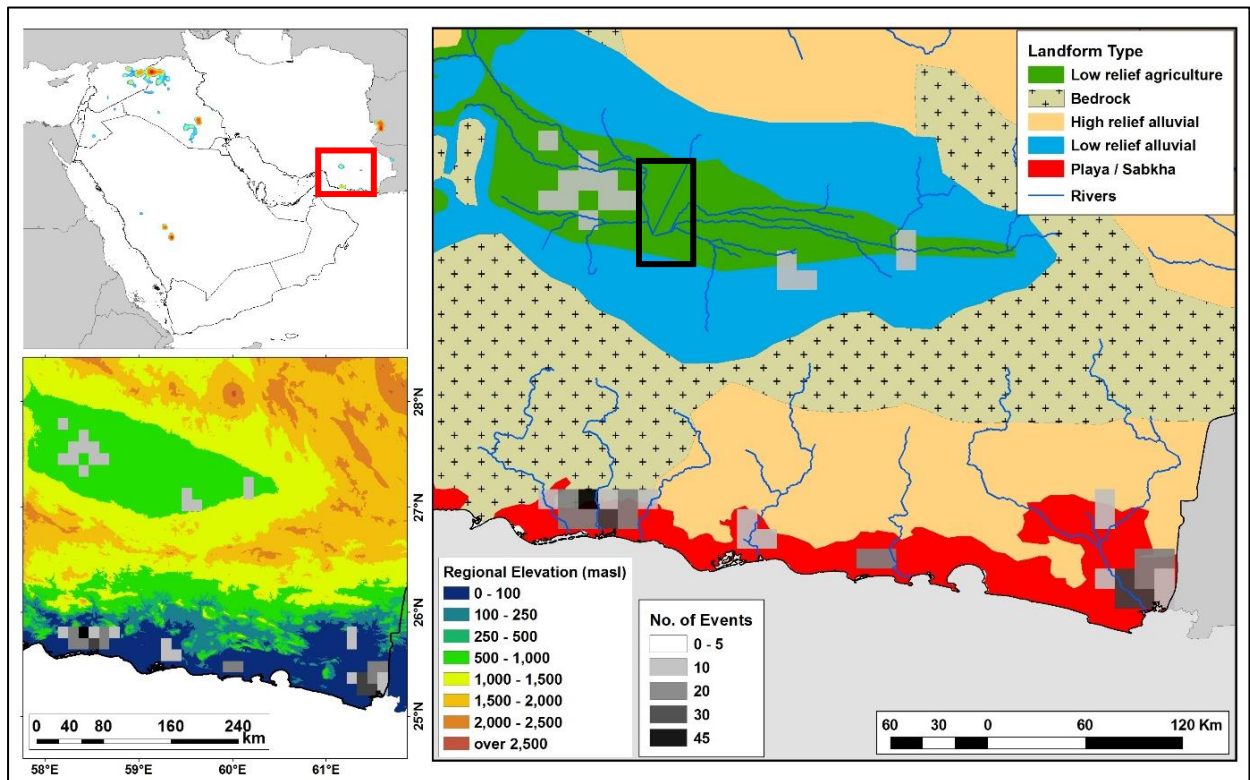 Landform Type
Low relief agriculture
Bedrock
High relief alluvial
Low relief alluvial
Playa / Sabkha
Rivers
28°N
27°N
26°N
25°N
Regional Elevation (masl)
0 - 100
100 - 250
250 - 500
500 - 1,000
1,000 - 1,500
1,500 - 2,000
2,000 - 2,500
over 2,500
No. of Events
0 - 5
10
20
30
45
0 40 80 160 240
km
60 30 0 60 120 Km
58°E 59°E 60°E 61°E